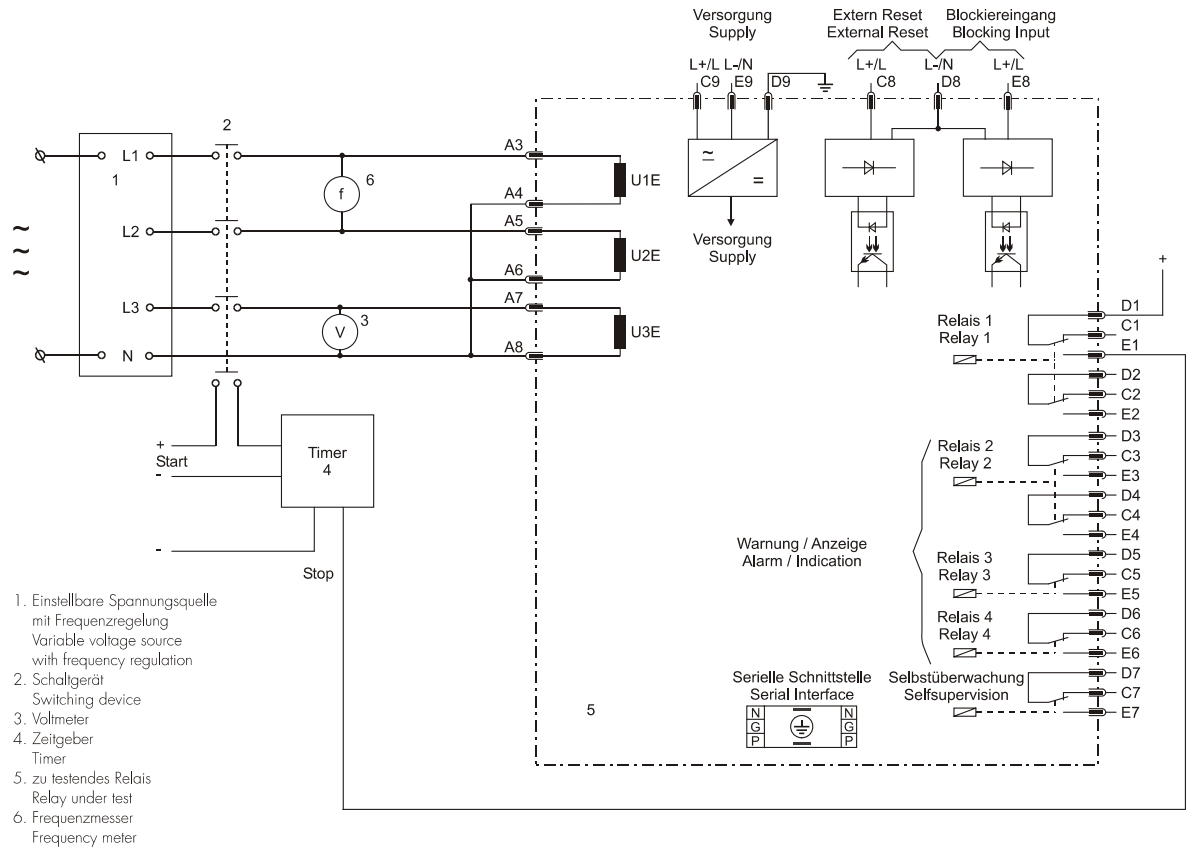 Versorgung
Supply
Extern Reset
External Reset
Blockiereingang
Blocking Input
L+/L
C9
L-/N
E9
D9
L+/L
C8
L-/N
D8
L+/L
E8
2
L1
1
L2
L3
N
f
6
V
3
A3
A4
A5
A6
A7
A8
U1E
U2E
U3E
~
=
Versorgung
Supply
~
~
~
+
Relais 1
Relay 1
D1
C1
E1
D2
C2
E2
Relais 2
Relay 2
D3
C3
E3
D4
C4
E4
Warnung / Anzeige
Alarm / Indication
Relais 3
Relay 3
D5
C5
E5
Relais 4
Relay 4
D6
C6
E6
Selbstüberwachung
Selfsupervision
D7
C7
E7
+
Start
-
Timer
4
-
Stop
Serielle Schnittstelle
Serial Interface
N
G
P
N
G
P
5
1. Einstellbare Spannungsquelle
mit Frequenzregelung
Variable voltage source
with frequency regulation
2. Schaltgerät
Switching device
3. Voltmeter
4. Zeitgeber
Timer
5. zu testendes Relais
Relay under test
6. Frequenzmesser
Frequency meter